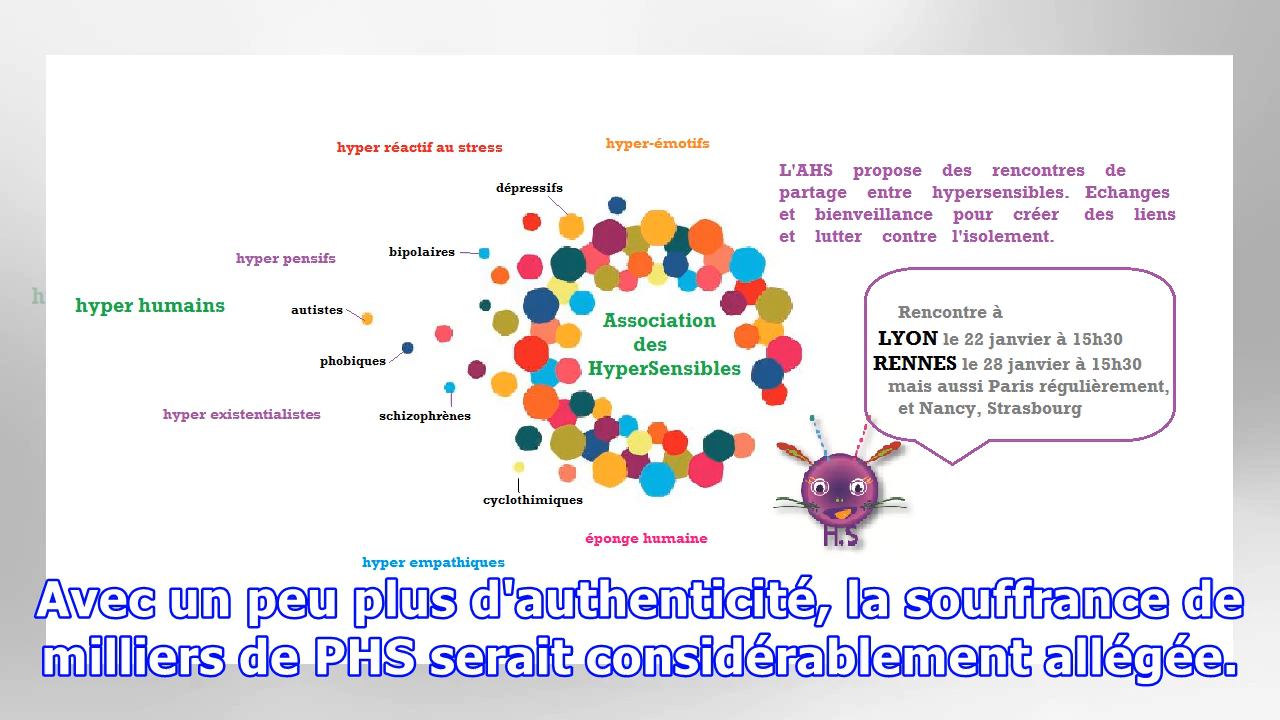 hyper réactif au stress
hyper-émotifs
dépressifs
L'AHS propose des rencontres de
partage entre hypersensibles. Echanges
et bienveillance pour créer des liens
et lutter contre l'isolement.
bipolaires
hyper pensifs
hyper humains
autistes
phobiques
Association
des
HyperSensibles
Rencontre à
LYON le 22 janvier à 15h30
RENNES le 28 janvier à 15h30
mais aussi Paris régulièrement,
et Nancy, Strasbourg
hyper existentialistes
schizophrènes
cyclothimiques
H.S
éponge humaine
hyper empathiques
Avec un peu plus d'authenticité, la souffrance de
milliers de PHS serait considérablement allégée.